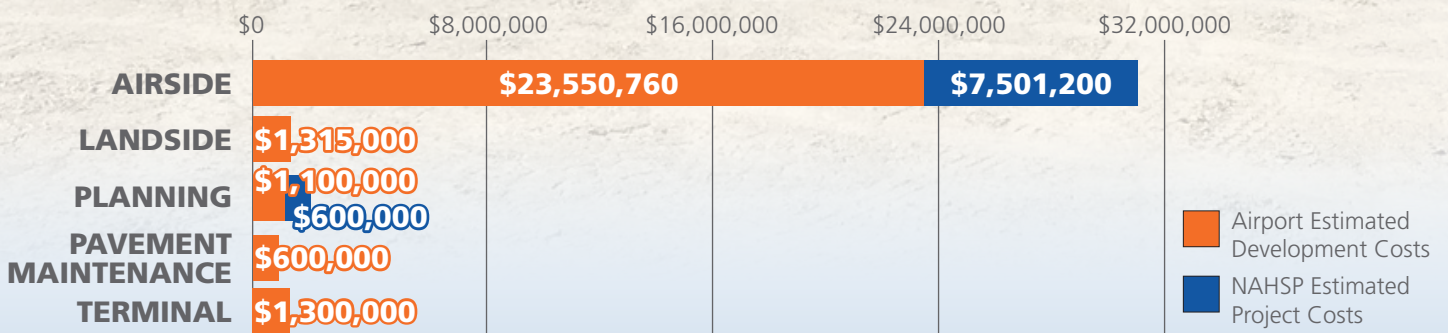 $0 $8,000,000 $16,000,000 $24,000,000 $32,000,000
AIRSIDE $23,550,760 $7,501,200
LANDSIDE $1,315,000
PLANNING $1,100,000
$600,000
PAVEMENT
MAINTENANCE $600,000
TERMINAL $1,300,000
Airport Estimated
Development Costs
NAHSP Estimated
Project Costs